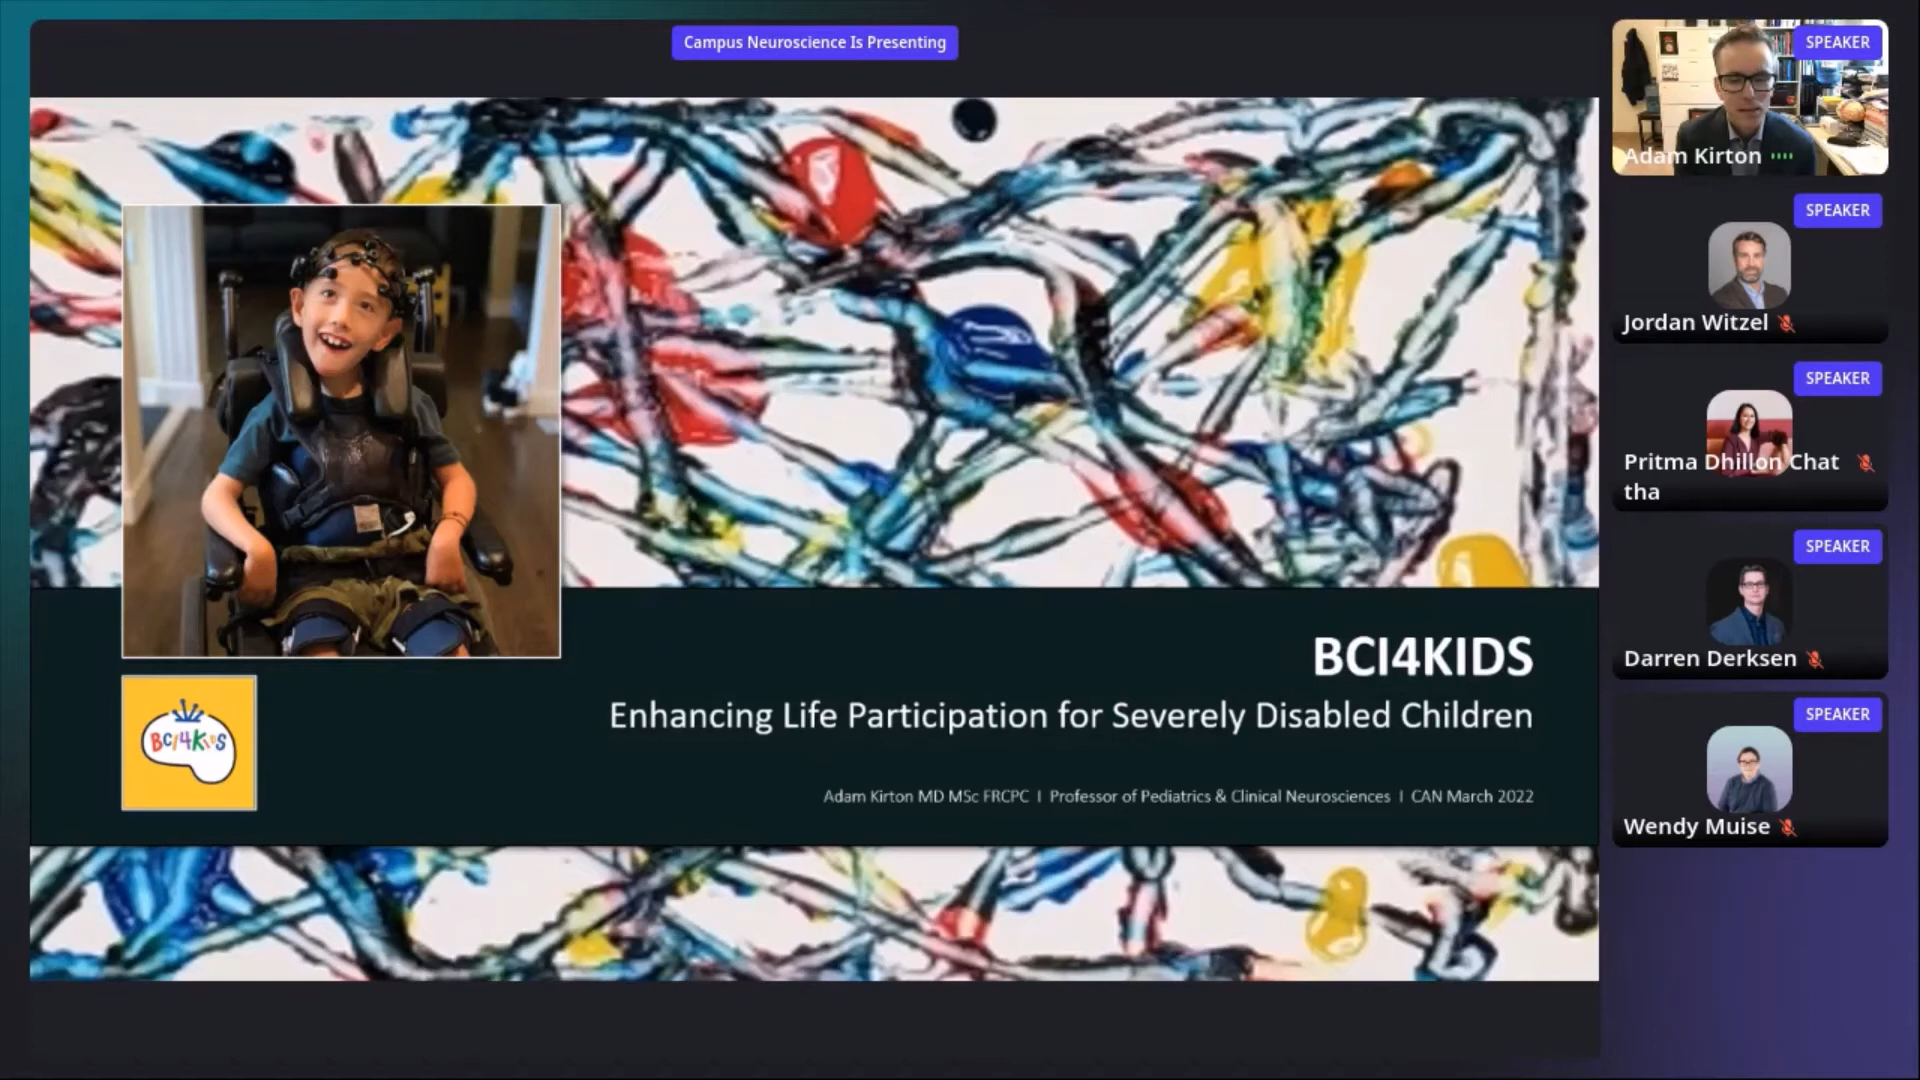 Campus Neuroscience Is Presenting
BCI4KIDS
Enhancing Life Participation for Severely Disabled Children
BCI4KIDS
Adam Kirton MD MSc FRCPC | Professor of Pediatrics & Clinical Neurosciences | CAN March 2022
SPEAKER
Adam Kirton
SPEAKER
Jordan Witzel
SPEAKER
Pritma Dhillon Chat
tha
SPEAKER
Darren Derksen
SPEAKER
Wendy Muise